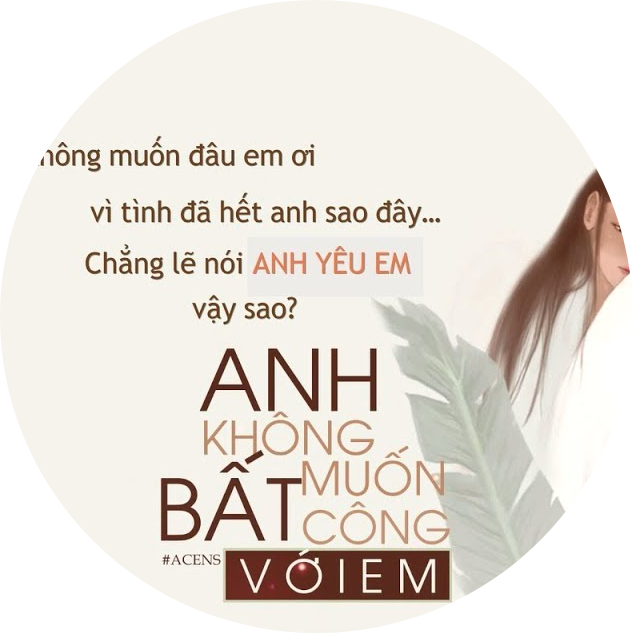 muốn đâu em ơi
vì tình đã hết anh sao đây...
Chẳng lẽ nói ANH YÊU EM
vậy sao?
ANH
KHÔNG
BẤT MUỐN
CÔNG
#ACENS
VỚI EM